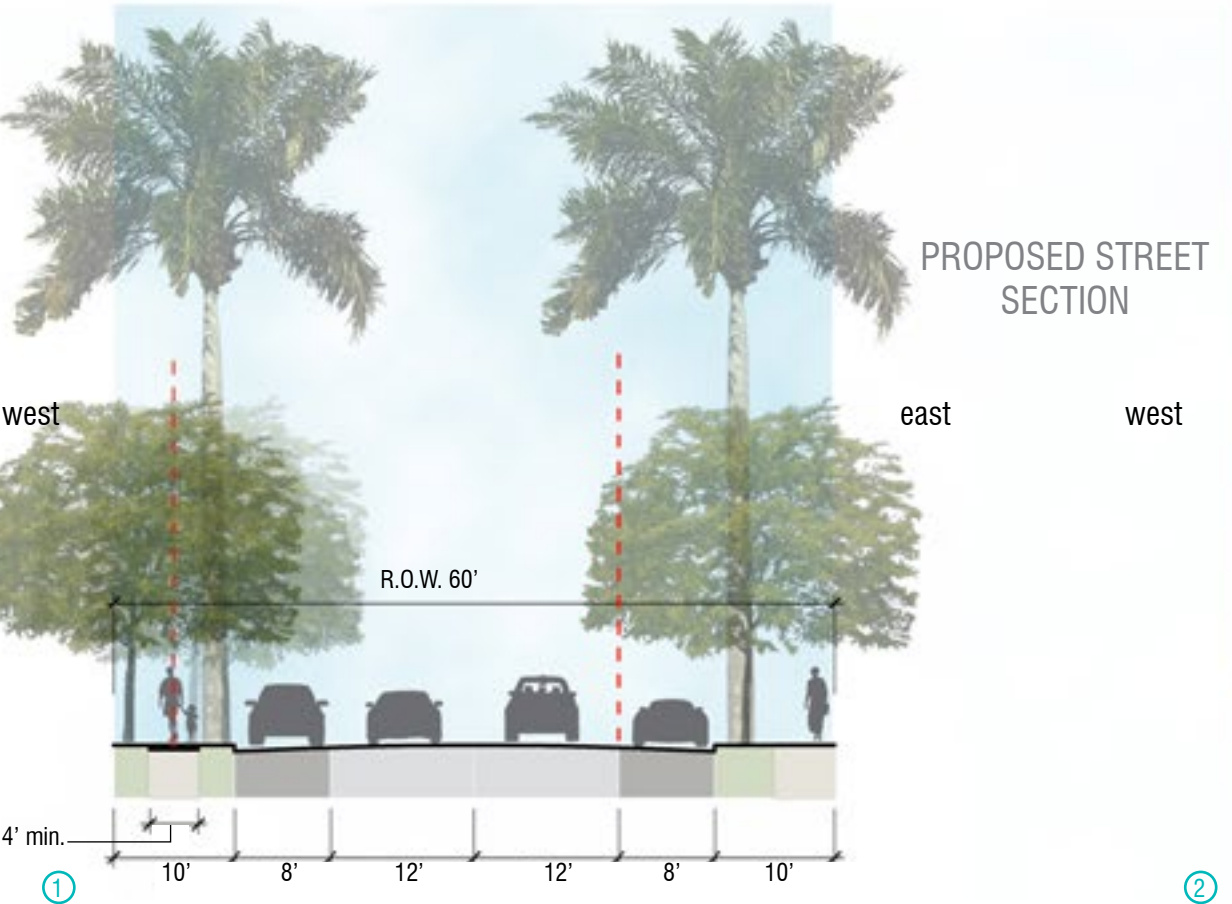 PROPOSED STREET
SECTION
west
east
west
R.O.W. 60’
4’ min.
10’
8’
12’
12’
8’
10’
1
2